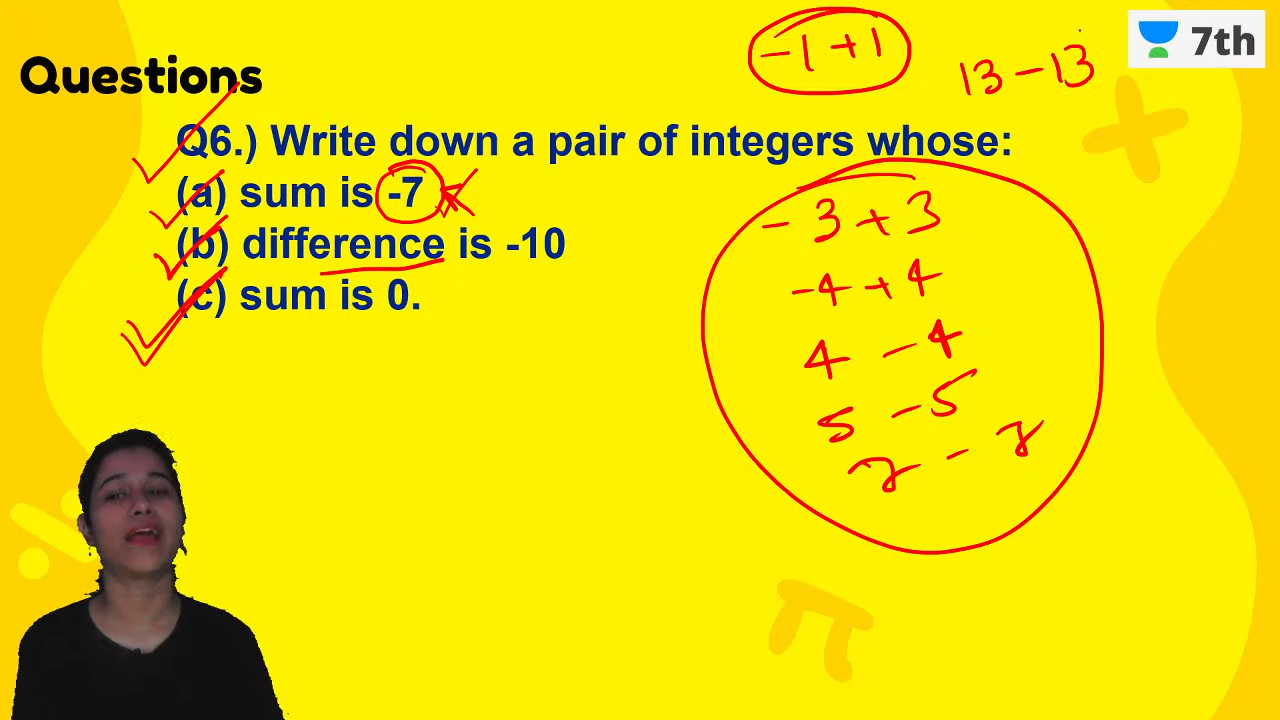 7th
Questions
-1+1
13-13
Q6.) Write down a pair of integers whose:
(a) sum is -7
(b) difference is -10
(c) sum is 0.
-3+3
-4+4
4-4
5-5
7-7